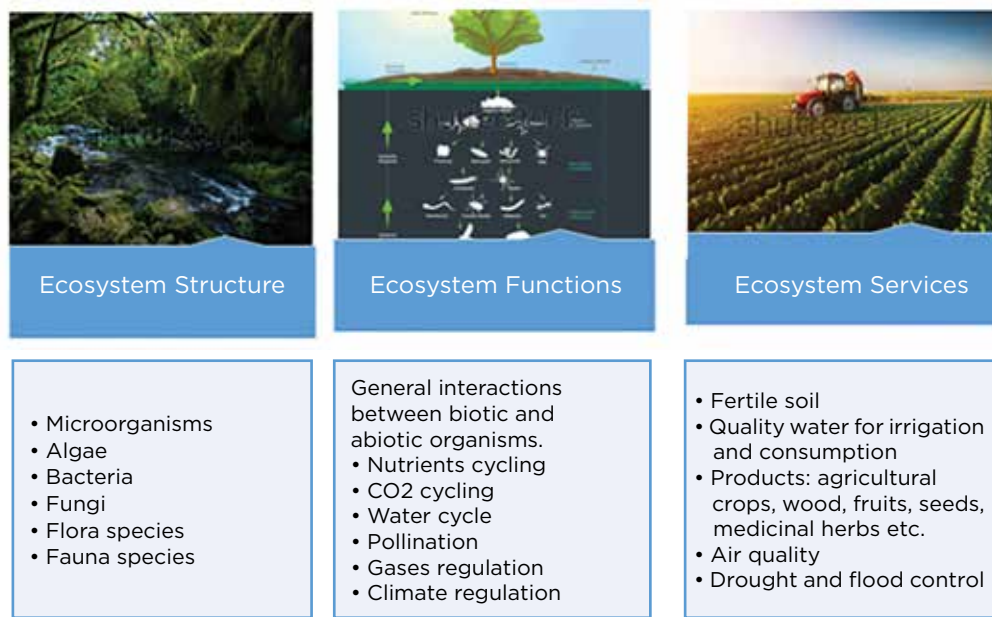 Ecosystem Structure
Ecosystem Functions
Ecosystem Services
• Microorganisms
• Algae
• Bacteria
• Fungi
• Flora species
• Fauna species
General interactions
between biotic and
abiotic organisms.
• Nutrients cycling
• CO2 cycling
• Water cycle
• Pollination
• Gases regulation
• Climate regulation
• Fertile soil
• Quality water for irrigation
and consumption
• Products: agricultural
crops, wood, fruits, seeds,
medicinal herbs etc.
• Air quality
• Drought and flood control